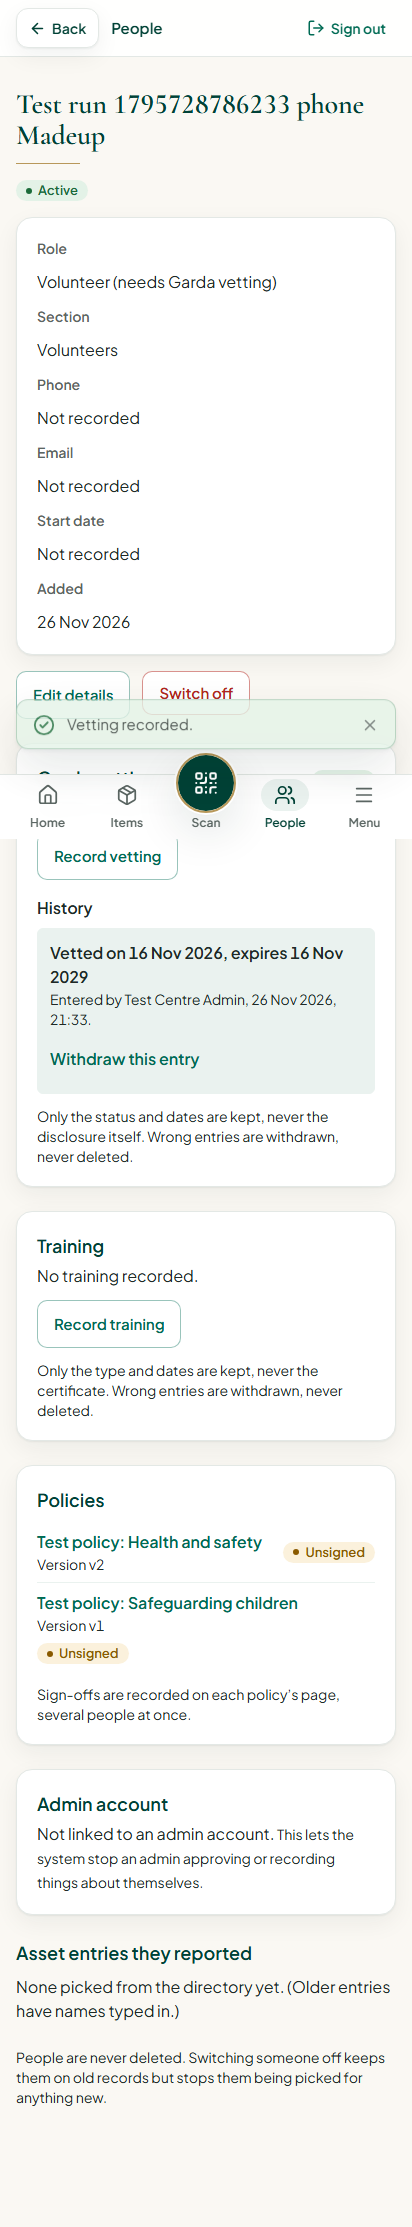 Back
People
Sign out
Test run 1795728786233 phone
Madeup
Active
Role
Volunteer (needs Garda vetting)
Section
Volunteers
Phone
Not recorded
Email
Not recorded
Start date
Not recorded
Added
26 Nov 2026
Edit details
Switch off
Vetting recorded.
Home
Items
Scan
People
Menu
Record vetting
History
Vetted on 16 Nov 2026, expires 16 Nov
2029
Entered by Test Centre Admin, 26 Nov 2026,
21:33.
Withdraw this entry
Only the status and dates are kept, never the
disclosure itself. Wrong entries are withdrawn,
never deleted.
Training
No training recorded.
Record training
Only the type and dates are kept, never the
certificate. Wrong entries are withdrawn, never
deleted.
Policies
Test policy: Health and safety
Unsigned
Version v2
Test policy: Safeguarding children
Version v1
Unsigned
Sign-offs are recorded on each policy's page,
several people at once.
Admin account
Not linked to an admin account. This lets the
system stop an admin approving or recording
things about themselves.
Asset entries they reported
None picked from the directory yet. (Older entries
have names typed in.)
People are never deleted. Switching someone off keeps
them on old records but stops them being picked for
anything new.